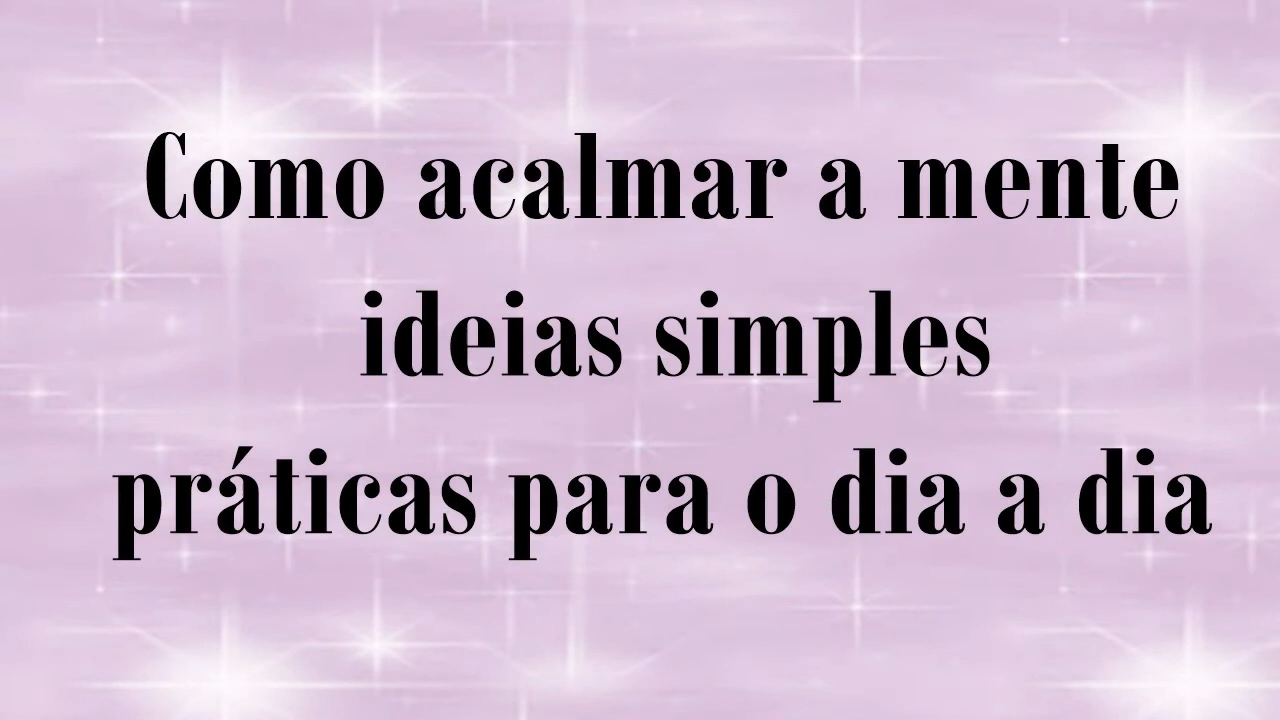 Como acalmar a mente
ideias simples
práticas para o dia a dia